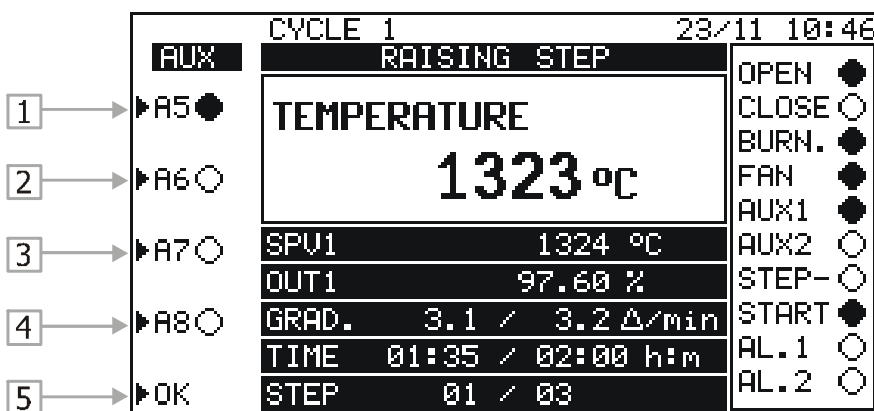 CYCLE 1 23/11 10:46
AUX
1 A5
2 A6
3 A7
4 A8
5 OK
RAISING STEP
TEMPERATURE
1323 ºC
SPV1 1324 ºC
OUT1 97.60 %
GRAD. 3.1 / 3.2 Δ/min
TIME 01:35 / 02:00 h:m
STEP 01 / 03
OPEN
CLOSE
BURN.
FAN
AUX1
AUX2
STEP-
START
AL.1
AL.2